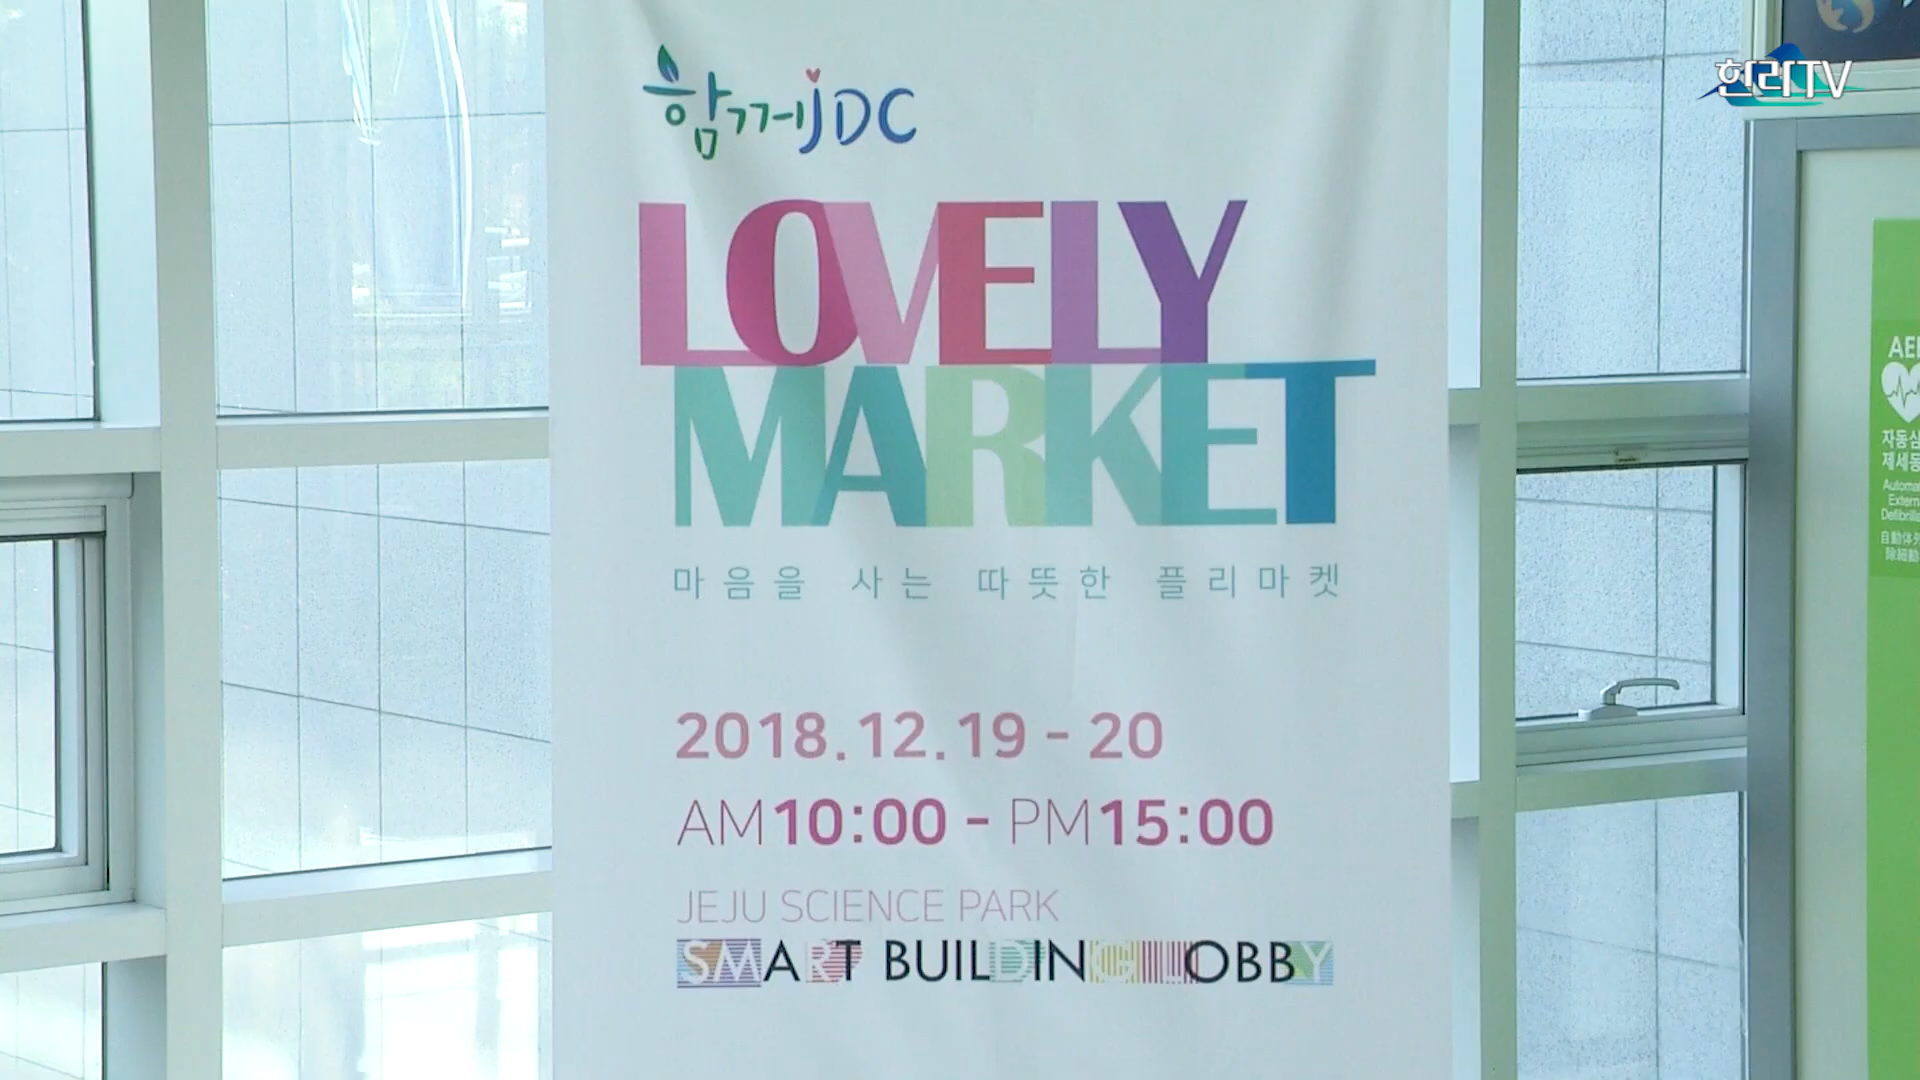 함께JDC
한라TV
LOVELY
MARKET
마음을 사는 따뜻한 플리마켓
2018.12.19 - 20
AM10:00 - PM15:00
JEJU SCIENCE PARK
SMART BUILDING LOBBY